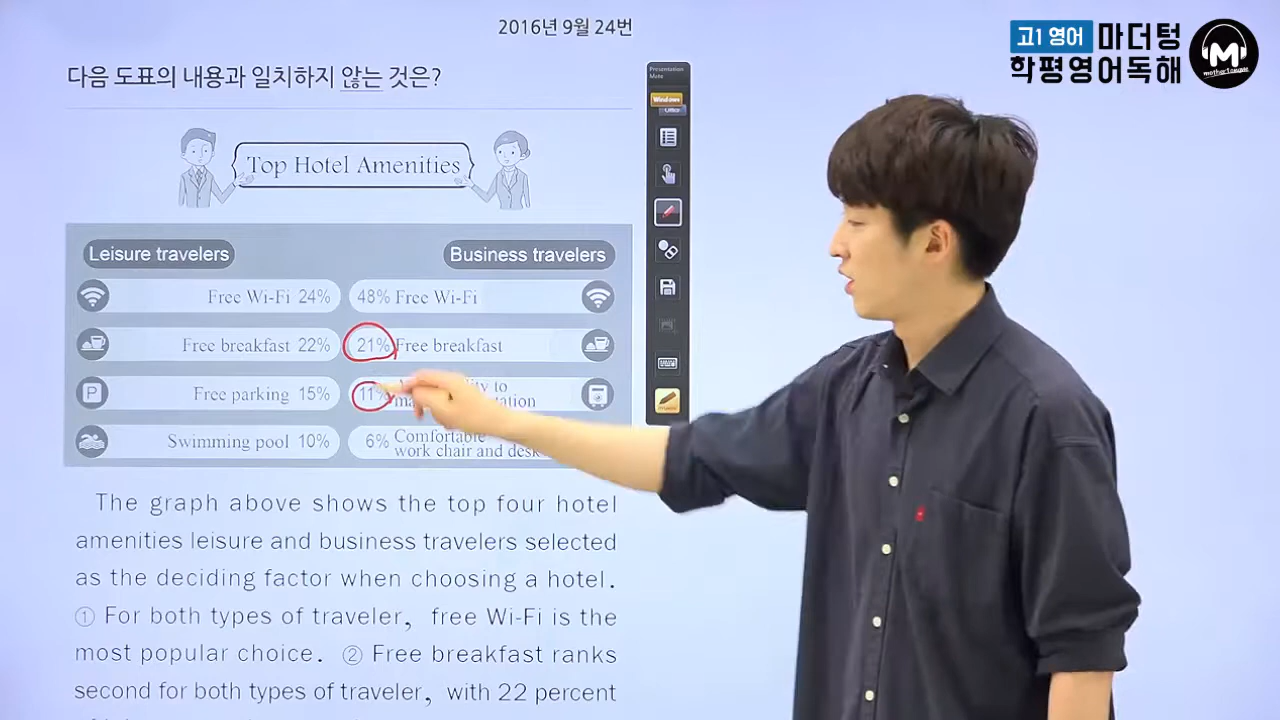 2016년 9월 24번
고1 영어 마더텅
학평영어독해
mothertongue
다음 도표의 내용과 일치하지 않는 것은?
Presentation
Mate
Windows
Office
Top Hotel Amenities
Leisure travelers
Business travelers
Free Wi-Fi 24%
48% Free Wi-Fi
Free breakfast 22%
21% Free breakfast
P
Free parking 15%
11% to
Swimming pool 10%
6% Comfortable
work chair and desk
The graph above shows the top four hotel
amenities leisure and business travelers selected
as the deciding factor when choosing a hotel.
① For both types of traveler, free Wi-Fi is the
most popular choice. ② Free breakfast ranks
second for both types of traveler, with 22 percent